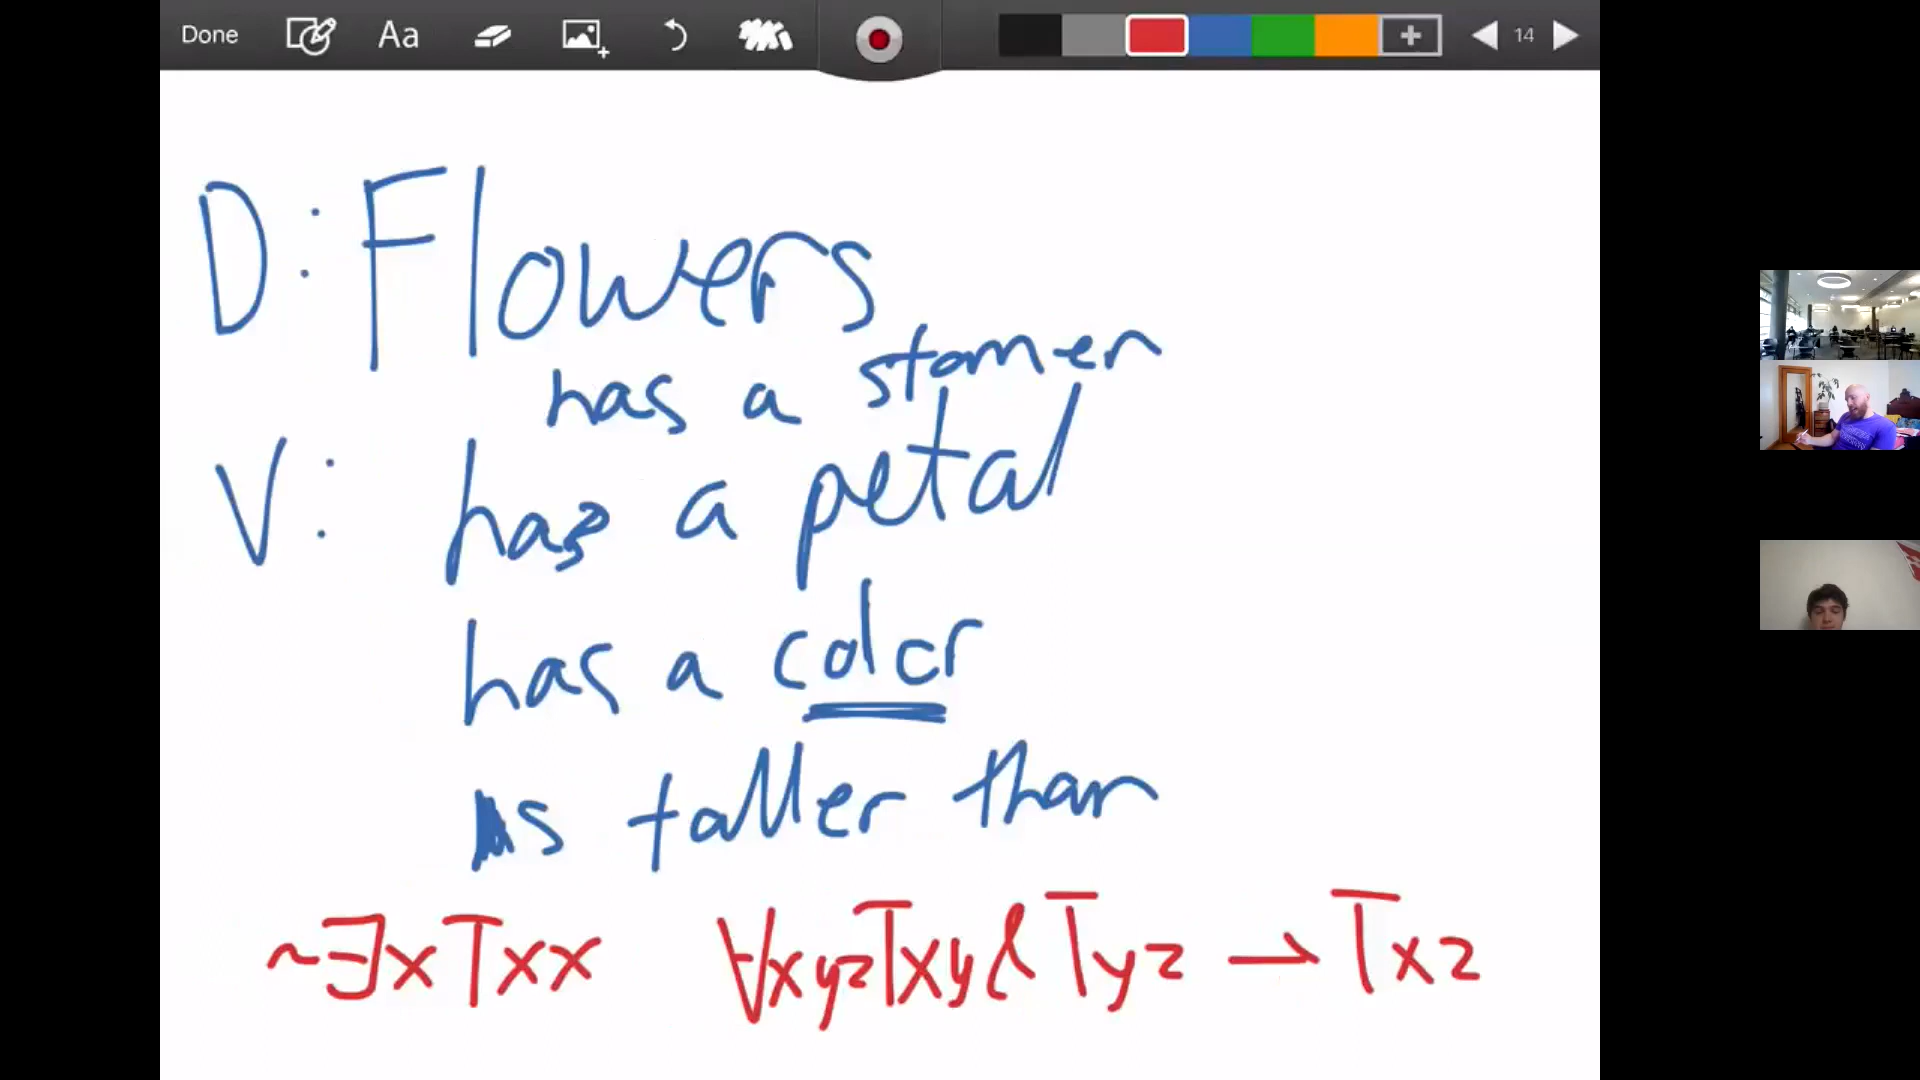 Done Aa 14
D: Flowers
has a stamen
V: has a petal
has a color
is taller than
~∃xTxx ∀xyzTxy&Tyz→Txz